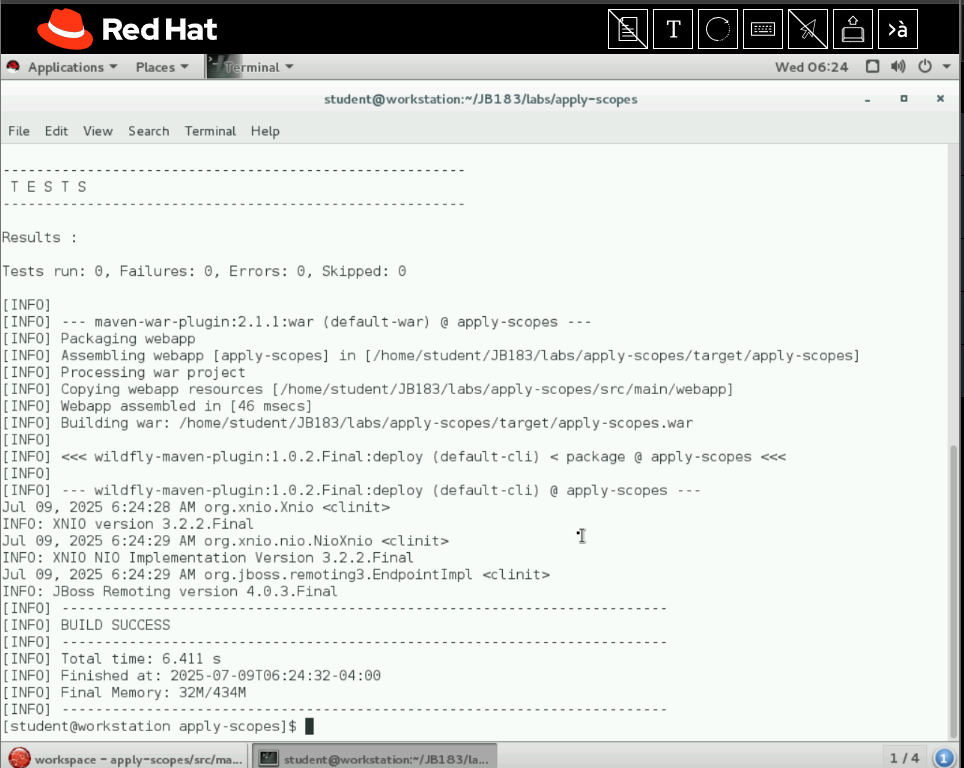 Red Hat
T
>à
Applications
Places
Terminal
Wed 06:24
student@workstation:~/JB183/labs/apply-scopes
File Edit View Search Terminal Help
-------------------------------------------------------
 T E S T S
-------------------------------------------------------
Results :
Tests run: 0, Failures: 0, Errors: 0, Skipped: 0
[INFO]
[INFO] --- maven-war-plugin:2.1.1:war (default-war) @ apply-scopes ---
[INFO] Packaging webapp
[INFO] Assembling webapp [apply-scopes] in [/home/student/JB183/labs/apply-scopes/target/apply-scopes]
[INFO] Processing war project
[INFO] Copying webapp resources [/home/student/JB183/labs/apply-scopes/src/main/webapp]
[INFO] Webapp assembled in [46 msecs]
[INFO] Building war: /home/student/JB183/labs/apply-scopes/target/apply-scopes.war
[INFO]
[INFO] <<< wildfly-maven-plugin:1.0.2.Final:deploy (default-cli) < package @ apply-scopes <<<
[INFO]
[INFO] --- wildfly-maven-plugin:1.0.2.Final:deploy (default-cli) @ apply-scopes ---
Jul 09, 2025 6:24:28 AM org.xnio.Xnio <clinit>
INFO: XNIO version 3.2.2.Final
Jul 09, 2025 6:24:29 AM org.xnio.nio.NioXnio <clinit>
INFO: XNIO NIO Implementation Version 3.2.2.Final
Jul 09, 2025 6:24:29 AM org.jboss.remoting3.EndpointImpl <clinit>
INFO: JBoss Remoting version 4.0.3.Final
[INFO] ------------------------------------------------------------------------
[INFO] BUILD SUCCESS
[INFO] ------------------------------------------------------------------------
[INFO] Total time: 6.411 s
[INFO] Finished at: 2025-07-09T06:24:32-04:00
[INFO] Final Memory: 32M/434M
[INFO] ------------------------------------------------------------------------
[student@workstation apply-scopes]$
workspace - apply-scopes/src/ma...
student@workstation:~/JB183/la...
1 / 4
1